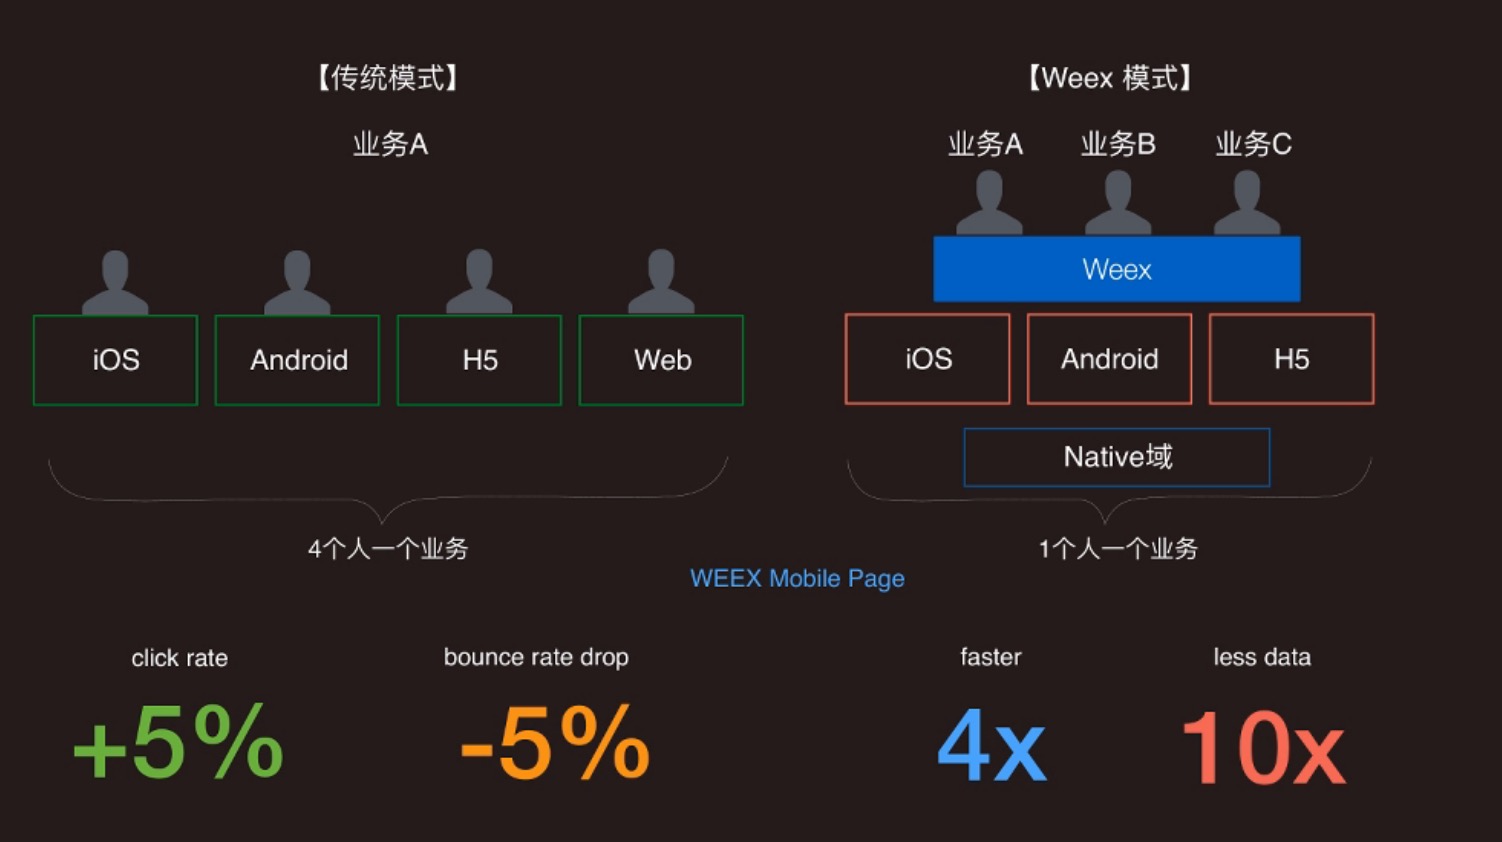 【传统模式】
业务A
iOS
Android
H5
Web
4个人一个业务
【Weex 模式】
业务A
业务B
业务C
Weex
iOS
Android
H5
Native域
1个人一个业务
WEEX Mobile Page
click rate
+5%
bounce rate drop
-5%
faster
4x
less data
10x